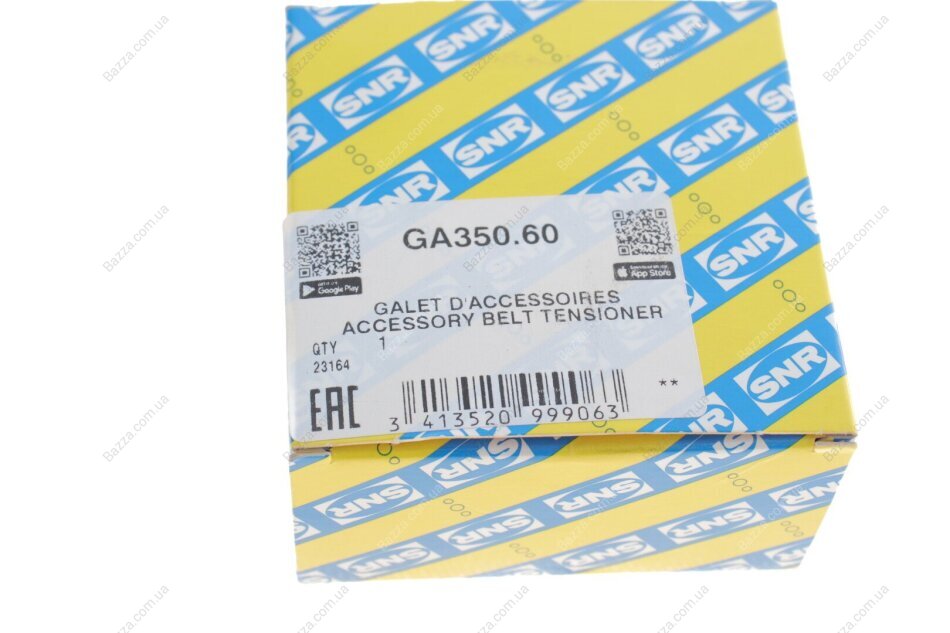 SNR
GA350.60
Google Play
App Store
GALET D'ACCESSOIRES
ACCESSORY BELT TENSIONER
QTY 1
23164
**
EAC
3 413520 999063
Bazza.com.ua